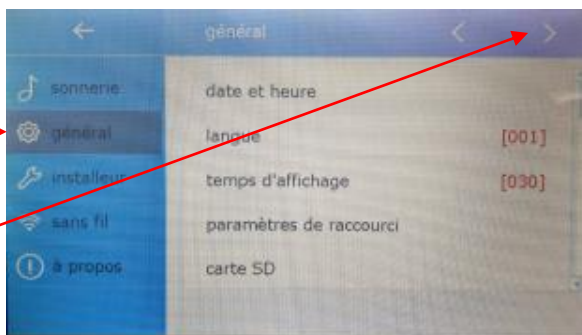 général
sonnerie
général
installeur
sans fil
à propos
date et heure
langue [001]
temps d'affichage [030]
paramètres de raccourci
carte SD